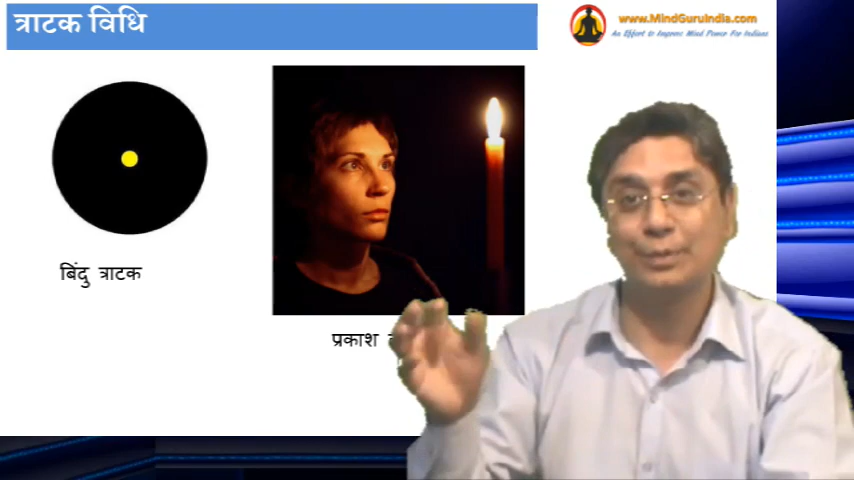 त्राटक विधि
www.MindGuruIndia.com
An Effort to Improve Mind Power For Indians
बिंदु त्राटक
प्रकाश